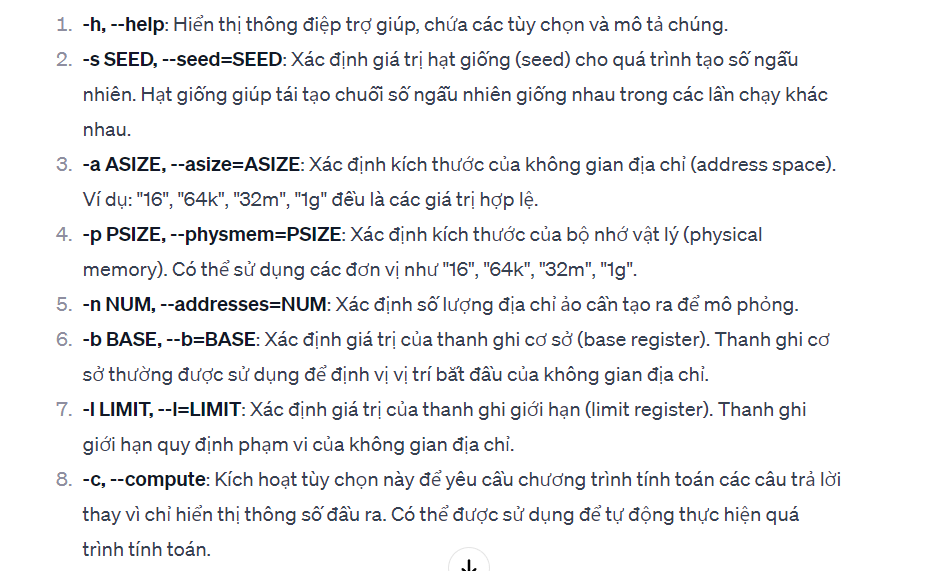 1. -h, --help: Hiển thị thông điệp trợ giúp, chứa các tùy chọn và mô tả chúng.
2. -s SEED, --seed=SEED: Xác định giá trị hạt giống (seed) cho quá trình tạo số ngẫu
nhiên. Hạt giống giúp tái tạo chuỗi số ngẫu nhiên giống nhau trong các lần chạy khác
nhau.
3. -a ASIZE, --asize=ASIZE: Xác định kích thước của không gian địa chỉ (address space).
Ví dụ: "16", "64k", "32m", "1g" đều là các giá trị hợp lệ.
4. -p PSIZE, --physmem=PSIZE: Xác định kích thước của bộ nhớ vật lý (physical
memory). Có thể sử dụng các đơn vị như "16", "64k", "32m", "1g".
5. -n NUM, --addresses=NUM: Xác định số lượng địa chỉ ảo cần tạo ra để mô phỏng.
6. -b BASE, --b=BASE: Xác định giá trị của thanh ghi cơ sở (base register). Thanh ghi cơ
sở thường được sử dụng để định vị vị trí bắt đầu của không gian địa chỉ.
7. -l LIMIT, --l=LIMIT: Xác định giá trị của thanh ghi giới hạn (limit register). Thanh ghi
giới hạn quy định phạm vi của không gian địa chỉ.
8. -c, --compute: Kích hoạt tùy chọn này để yêu cầu chương trình tính toán các câu trả lời
thay vì chỉ hiển thị thông số đầu ra. Có thể được sử dụng để tự động thực hiện quá
trình tính toán.